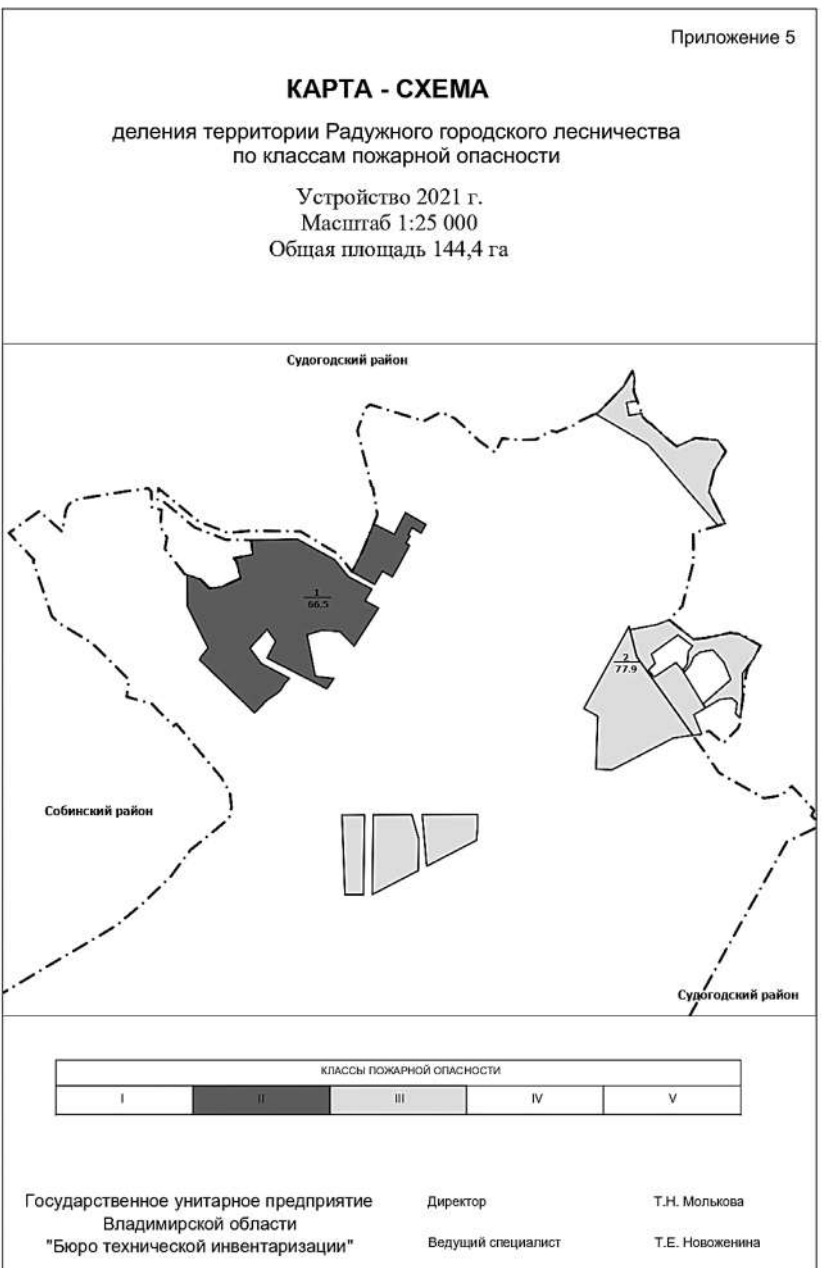 Приложение 5
КАРТА - СХЕМА
деления территории Радужного городского лесничества
по классам пожарной опасности
Устройство 2021 г.
Масштаб 1:25 000
Общая площадь 144,4 га
Судогодский район
1
66.5
2
77.9
Собинский район
Судогодский район
КЛАССЫ ПОЖАРНОЙ ОПАСНОСТИ
I II III IV V
Государственное унитарное предприятие
Владимирской области
"Бюро технической инвентаризации"
Директор Т.Н. Молькова
Ведущий специалист Т.Е. Новоженина